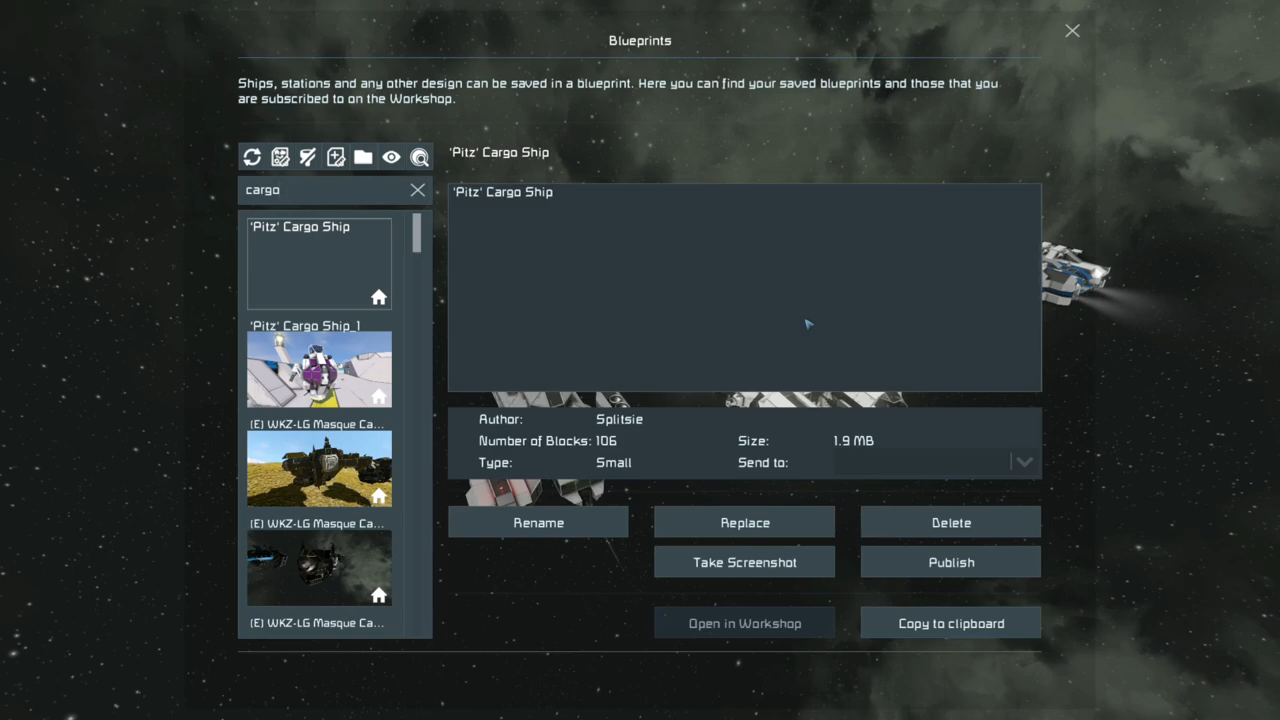 Blueprints
Ships, stations and any other design can be saved in a blueprint. Here you can find your saved blueprints and those that you
are subscribed to on the Workshop.
'Pitz' Cargo Ship
cargo
'Pitz' Cargo Ship
'Pitz' Cargo Ship
'Pitz' Cargo Ship_1
(E) WKZ-LG Masque Ca...
(E) WKZ-LG Masque Ca...
(E) WKZ-LG Masque Ca...
Author: Splitsie
Number of Blocks: 106 Size: 1.9 MB
Type: Small Send to:
Rename Replace Delete
Take Screenshot Publish
Open in Workshop Copy to clipboard